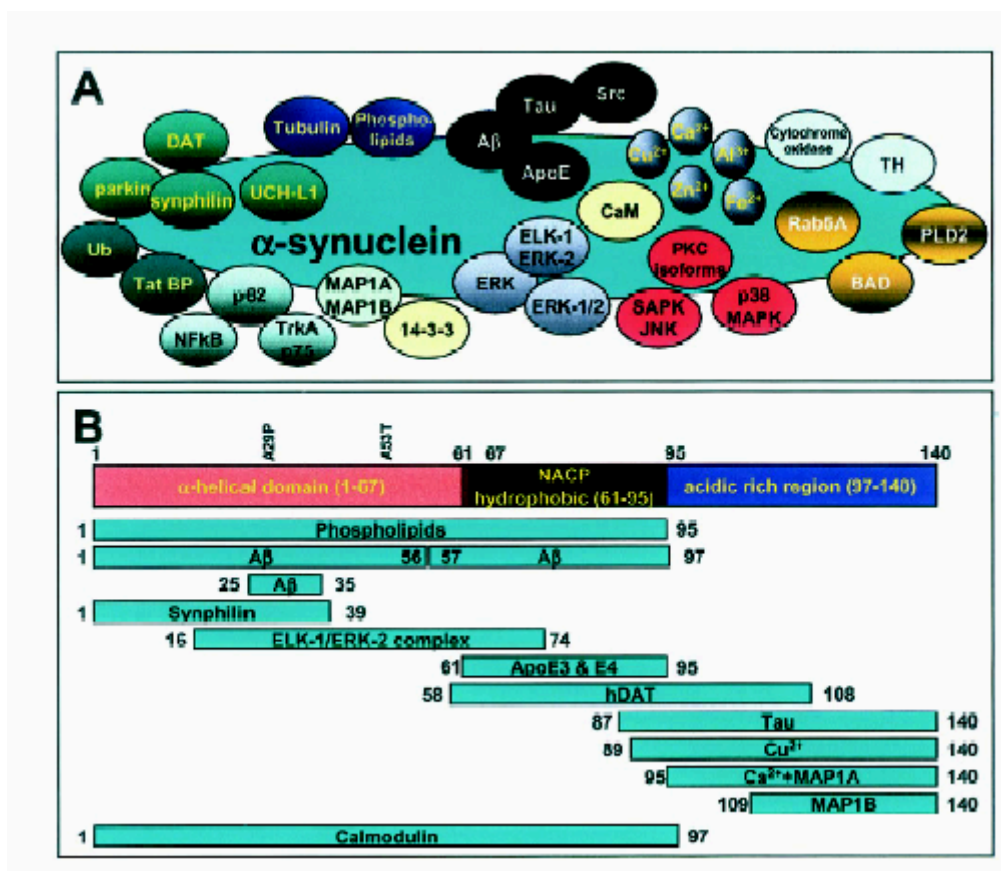 A
Src
Tau
Tubulin
Phospho-
lipids
DAT
Aβ
Ca²⁺
Cu²⁺
Al³⁺
Cytochrome
oxidase
TH
ApoE
parkin
synphilin
UCH-L1
Zn²⁺
Fe²⁺
CaM
Rab5A
PLD2
Ub
α-synuclein
ELK-1
ERK-2
PKC
isoforms
Tat BP
p62
MAP1A
MAP1B
ERK
ERK-1/2
SAPK
JNK
p38
MAPK
BAD
NFkB
TrkA
p75
14-3-3
B
1 61 67 95 140
A53T
α-helical domain (1-67)
NACP
hydrophobic (61-95)
acidic rich region (97-140)
1 Phospholipids 95
1 Aβ 56 57 Aβ 97
25 Aβ 35
1 Synphilin 39
16 ELK-1/ERK-2 complex 74
61 ApoE3 & E4 95
58 hDAT 108
87 Tau 140
89 Cu²⁺ 140
95 Ca²⁺+MAP1A 140
109 MAP1B 140
1 Calmodulin 97